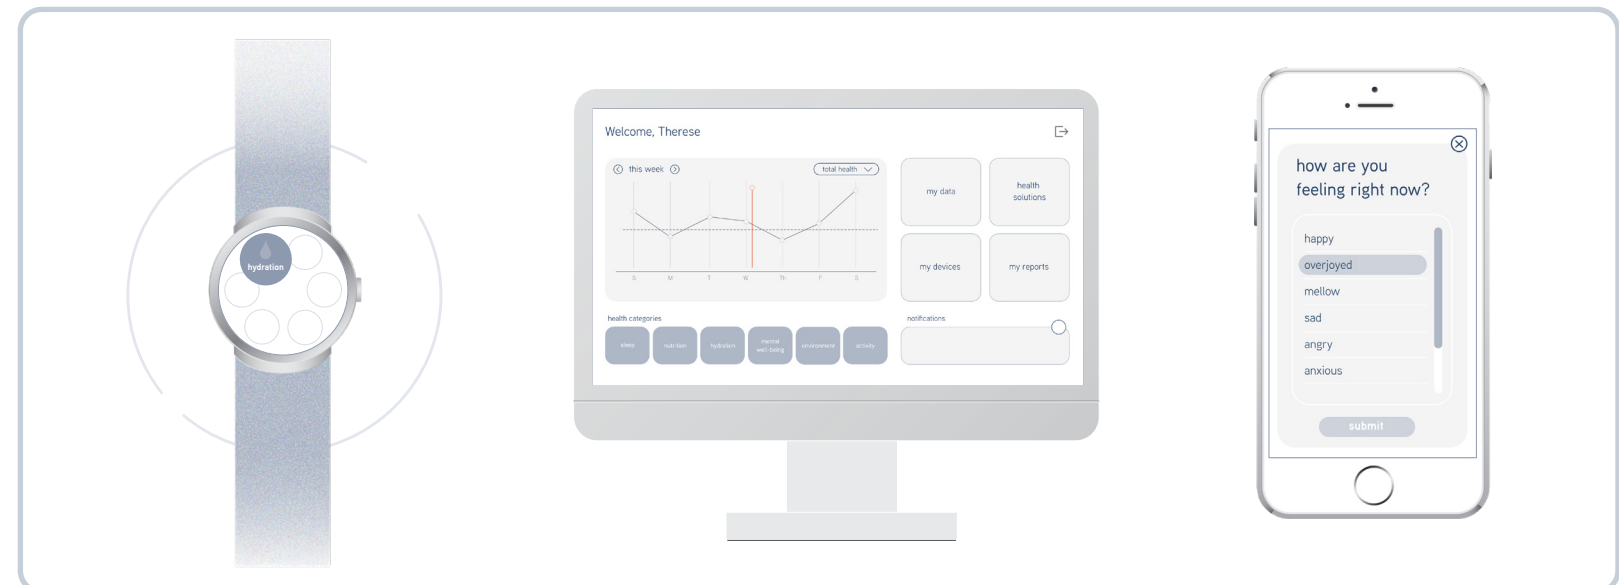 hydration
Welcome, Therese
this week
total health
S M T W Th F S
my data
health
solutions
my devices
my reports
health categories
sleep
nutrition
hydration
mental
well-being
environment
activity
notifications
how are you
feeling right now?
happy
overjoyed
mellow
sad
angry
anxious
submit